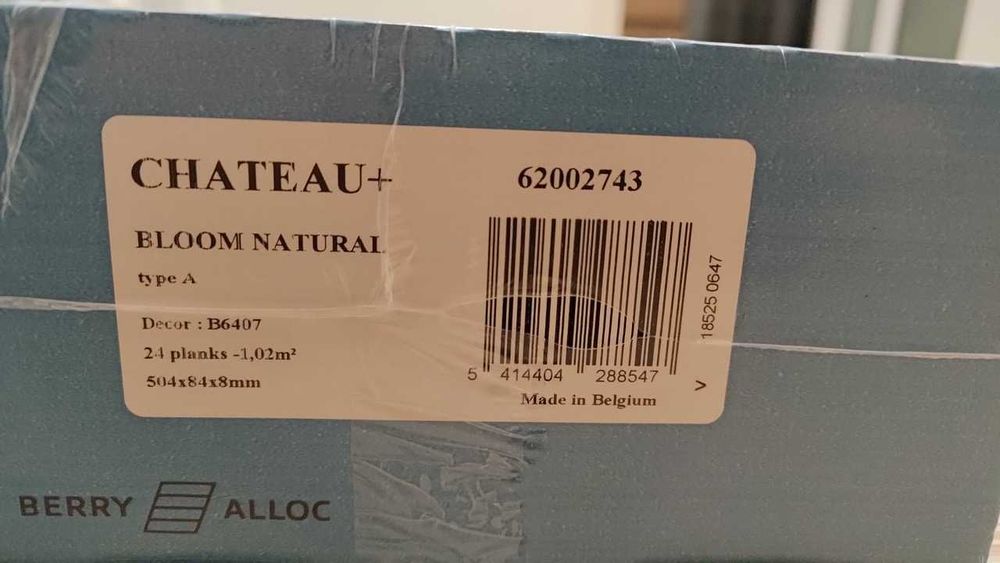 CHATEAU+
62002743
BLOOM NATURAL
type A
Decor : B6407
24 planks -1,02m²
504x84x8mm
18525 0647
5 414404 288547 >
Made in Belgium
BERRY ALLOC